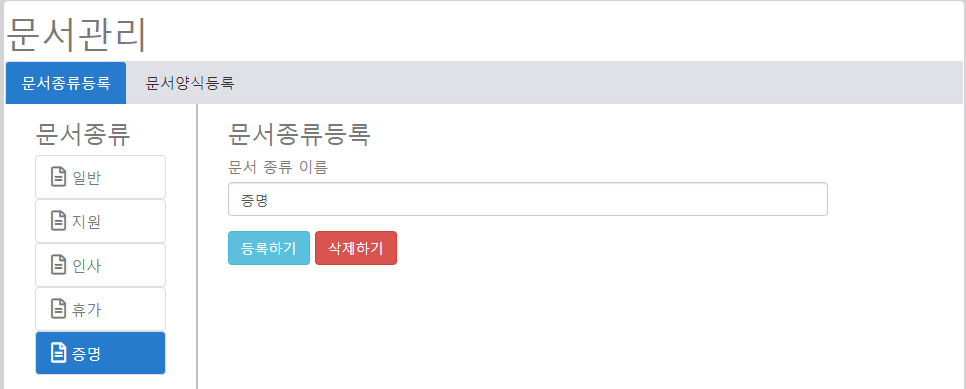 문서관리
문서종류등록 문서양식등록
문서종류
일반
지원
인사
휴가
증명
문서종류등록
문서 종류 이름
증명
등록하기 삭제하기